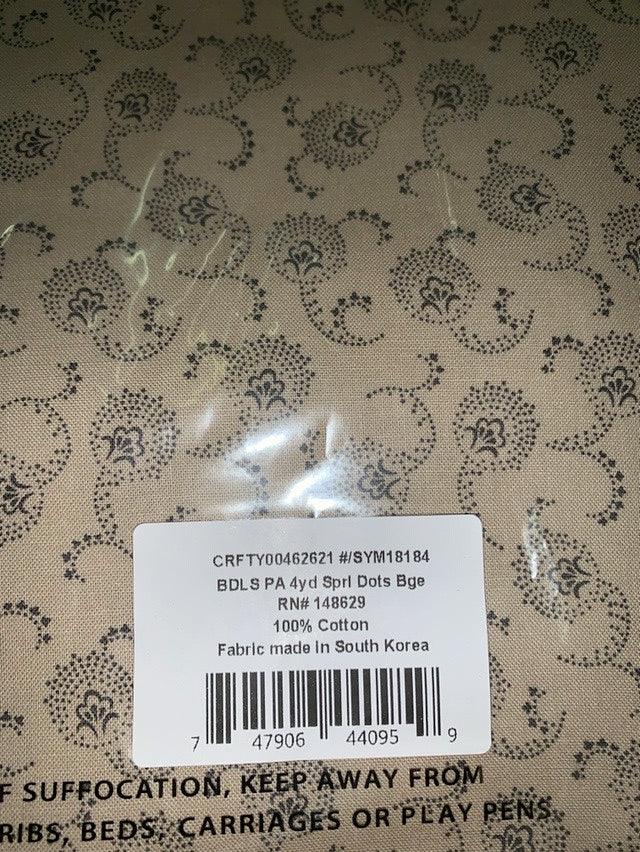 CRFTY00462621 #/SYM18184
BDLS PA 4yd Sprl Dots Bge
RN# 148629
100% Cotton
Fabric made In South Korea
7 47906 44095 9
F SUFFOCATION, KEEP AWAY FROM
RIBS, BEDS, CARRIAGES OR PLAY PENS.